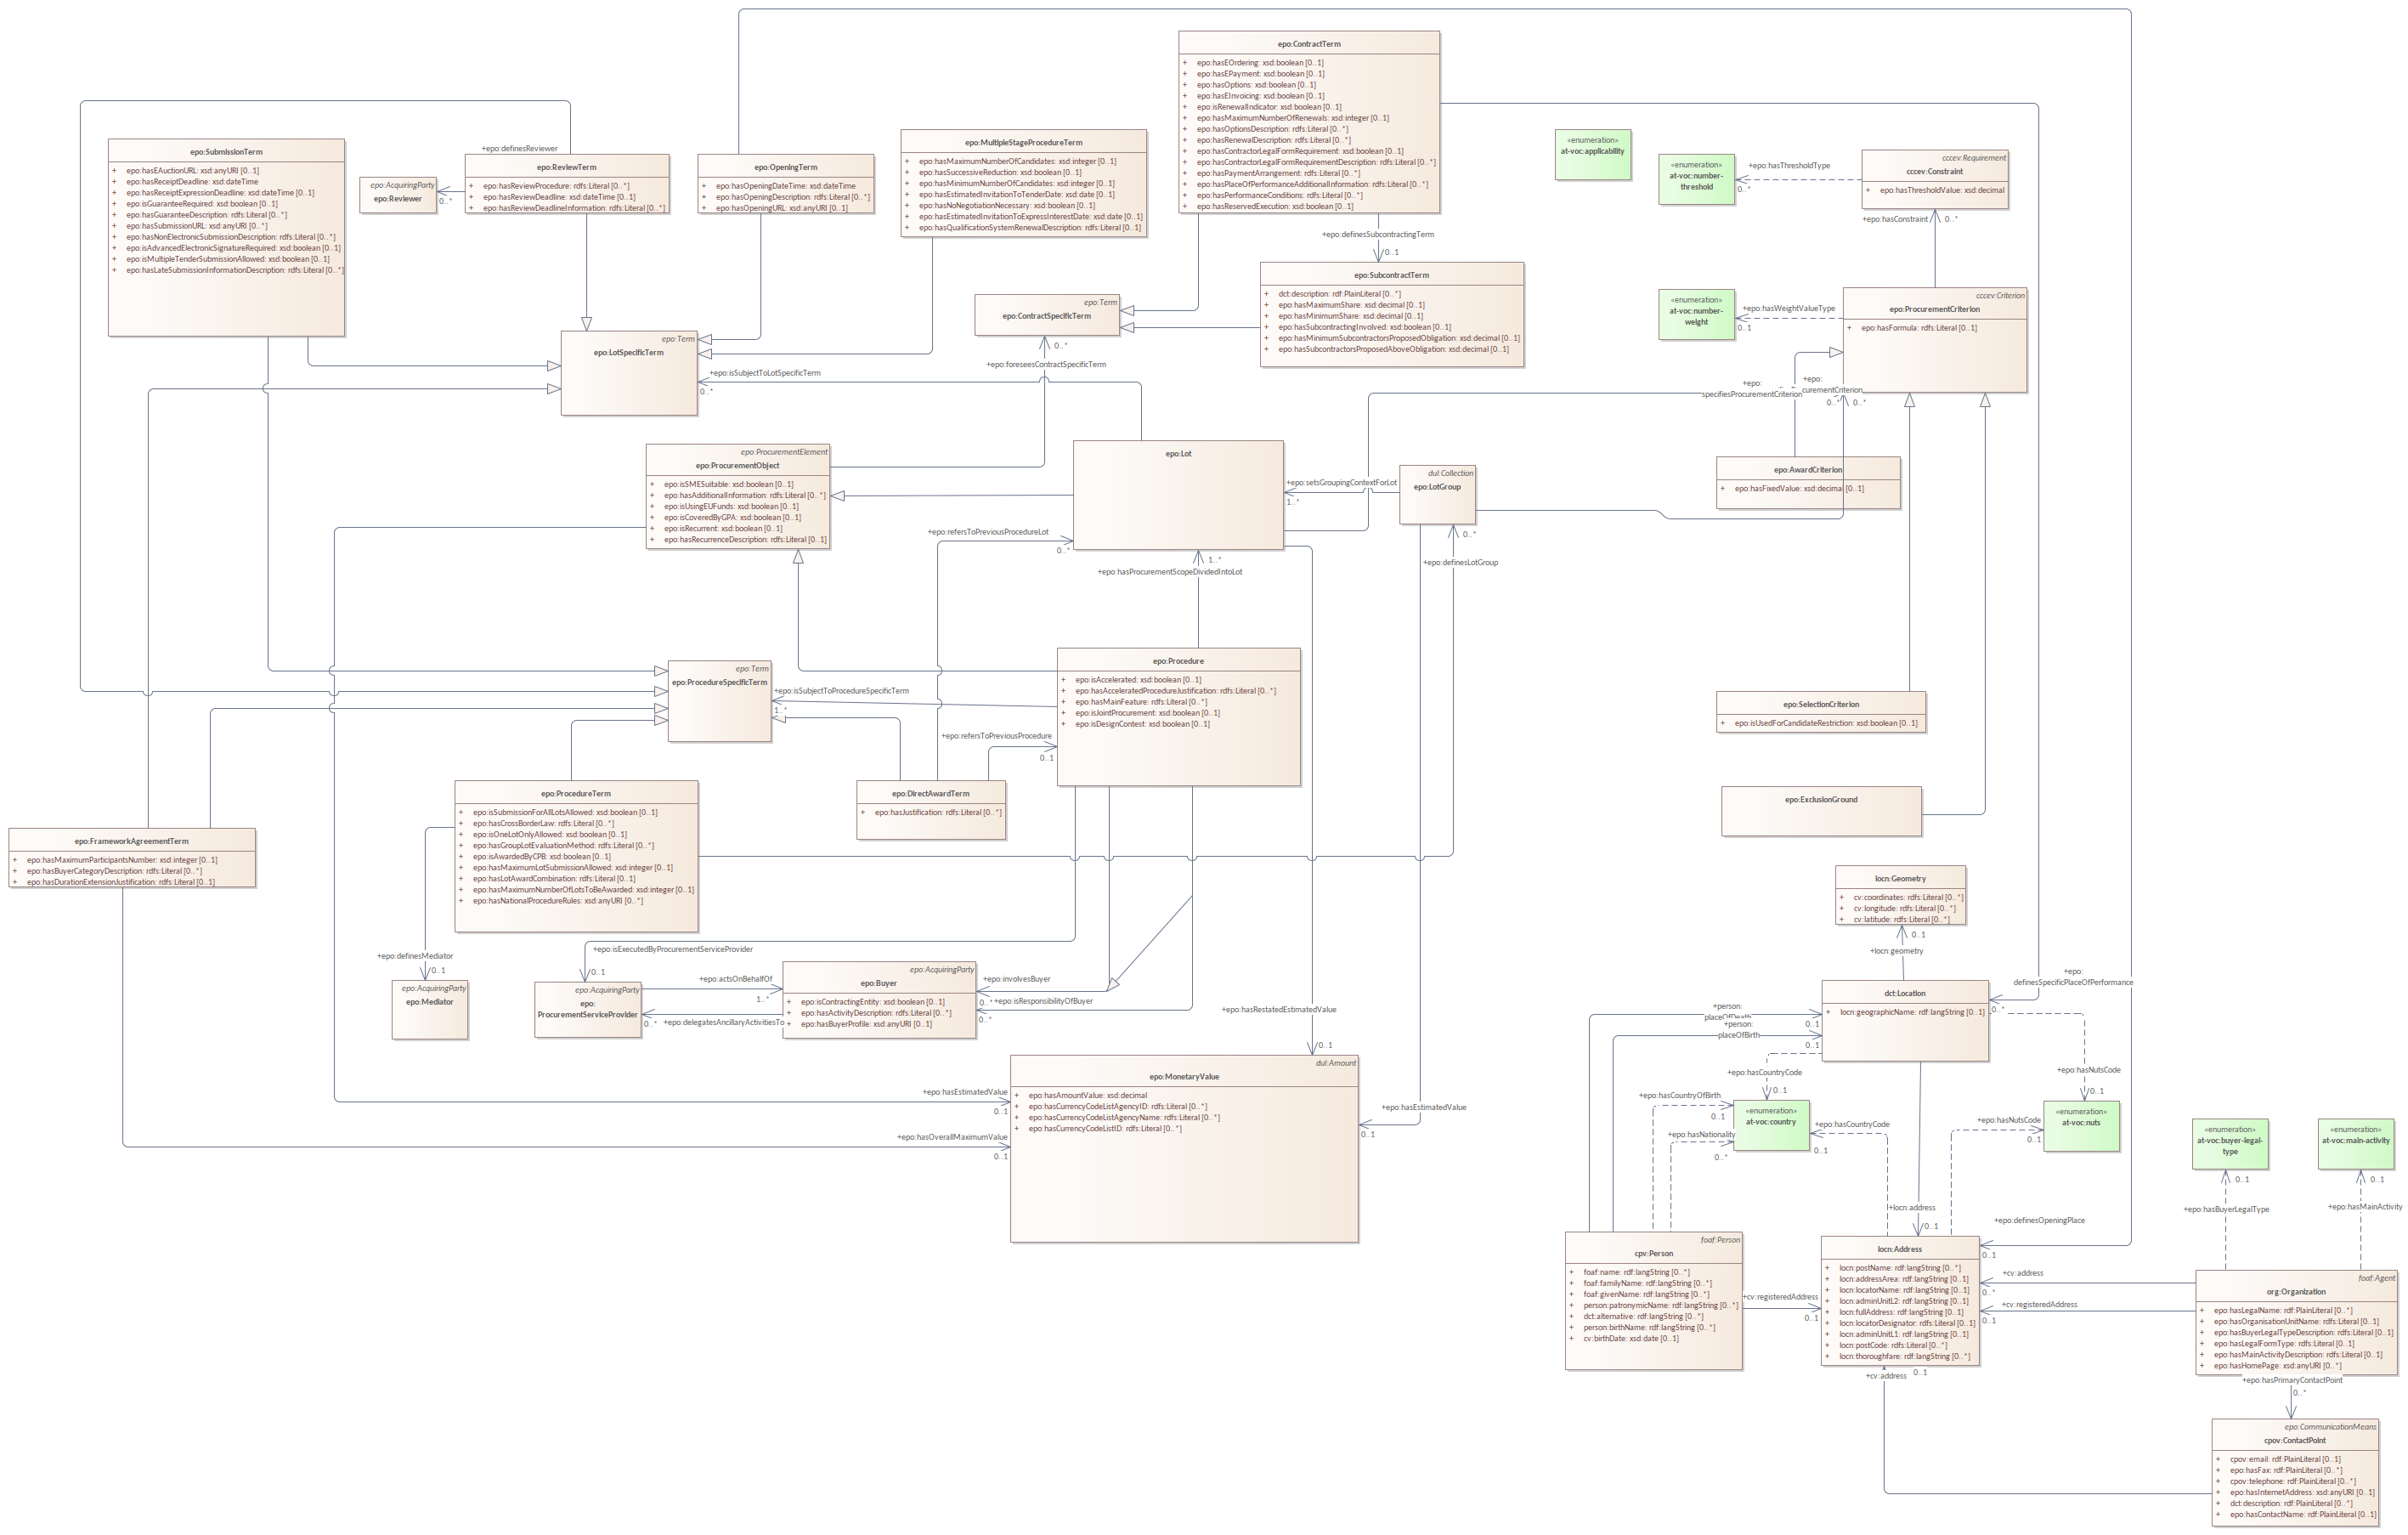 epo:ContractTerm
+ epo:hasEOrdering: xsd:boolean [0..1]
+ epo:hasEPayment: xsd:boolean [0..1]
+ epo:hasOptions: xsd:boolean [0..1]
+ epo:hasEInvoicing: xsd:boolean [0..1]
+ epo:isRenewalIndicator: xsd:boolean [0..1]
+ epo:hasMaximumNumberOfRenewals: xsd:integer [0..1]
+ epo:hasOptionsDescription: rdfs:Literal [0..*]
+ epo:hasRenewalDescription: rdfs:Literal [0..*]
+ epo:hasContractorLegalFormRequirement: xsd:boolean [0..1]
+ epo:hasContractorLegalFormRequirementDescription: rdfs:Literal [0..*]
+ epo:hasPaymentArrangement: rdfs:Literal [0..*]
+ epo:hasPlaceOfPerformanceAdditionalInformation: rdfs:Literal [0..*]
+ epo:hasPerformanceConditions: rdfs:Literal [0..*]
+ epo:hasReservedExecution: xsd:boolean [0..1]
epo:SubmissionTerm
+ epo:hasEAuctionURL: xsd:anyURI [0..1]
+ epo:hasReceiptDeadline: xsd:dateTime
+ epo:hasReceiptExpressionDeadline: xsd:dateTime [0..1]
+ epo:isGuaranteeRequired: xsd:boolean [0..1]
+ epo:hasGuaranteeDescription: rdfs:Literal [0..*]
+ epo:hasSubmissionURL: xsd:anyURI [0..*]
+ epo:hasNonElectronicSubmissionDescription: rdfs:Literal [0..*]
+ epo:isAdvancedElectronicSignatureRequired: xsd:boolean [0..1]
+ epo:isMultipleTenderSubmissionAllowed: xsd:boolean [0..1]
+ epo:hasLateSubmissionInformationDescription: rdfs:Literal [0..*]
+epo:definesReviewer
epo:AcquiringParty
epo:Reviewer
0..*
epo:ReviewTerm
+ epo:hasReviewProcedure: rdfs:Literal [0..*]
+ epo:hasReviewDeadline: xsd:dateTime [0..1]
+ epo:hasReviewDeadlineInformation: rdfs:Literal [0..*]
epo:OpeningTerm
+ epo:hasOpeningDateTime: xsd:dateTime
+ epo:hasOpeningDescription: rdfs:Literal [0..*]
+ epo:hasOpeningURL: xsd:anyURI [0..1]
epo:MultipleStageProcedureTerm
+ epo:hasMaximumNumberOfCandidates: xsd:integer [0..1]
+ epo:hasSuccessiveReduction: xsd:boolean [0..1]
+ epo:hasMinimumNumberOfCandidates: xsd:integer [0..1]
+ epo:hasEstimatedInvitationToTenderDate: xsd:date [0..1]
+ epo:hasNoNegotiationNecessary: xsd:boolean [0..1]
+ epo:hasEstimatedInvitationToExpressInterestDate: xsd:date [0..1]
+ epo:hasQualificationSystemRenewalDescription: rdfs:Literal [0..1]
«enumeration»
at-voc:applicability
«enumeration»
at-voc:number-
threshold
+epo:hasThresholdType
0..*
cccev:Requirement
cccev:Constraint
+ epo:hasThresholdValue: xsd:decimal
+epo:hasConstraint
0..*
+epo:definesSubcontractingTerm
0..1
epo:SubcontractTerm
+ dct:description: rdf:PlainLiteral [0..*]
+ epo:hasMaximumShare: xsd:decimal [0..1]
+ epo:hasMinimumShare: xsd:decimal [0..1]
+ epo:hasSubcontractingInvolved: xsd:boolean [0..1]
+ epo:hasMinimumSubcontractorsProposedObligation: xsd:decimal [0..1]
+ epo:hasSubcontractorsProposedAboveObligation: xsd:decimal [0..1]
epo:Term
epo:ContractSpecificTerm
0..*
+epo:foreseesContractSpecificTerm
«enumeration»
at-voc:number-
weight
+epo:hasWeightValueType
0..1
cccev:Criterion
epo:ProcurementCriterion
+ epo:hasFormula: rdfs:Literal [0..1]
epo:Term
epo:LotSpecificTerm
+epo:isSubjectToLotSpecificTerm
0..*
+epo:
specifiesProcurementCriterion
0..*
+epo:
curementCriterion
0..*
epo:ProcurementElement
epo:ProcurementObject
+ epo:isSMESuitable: xsd:boolean [0..1]
+ epo:hasAdditionalInformation: rdfs:Literal [0..*]
+ epo:isUsingEUFunds: xsd:boolean [0..1]
+ epo:isCoveredByGPA: xsd:boolean [0..1]
+ epo:isRecurrent: xsd:boolean [0..1]
+ epo:hasRecurrenceDescription: rdfs:Literal [0..1]
epo:Lot
+epo:setsGroupingContextForLot
1..*
dul:Collection
epo:LotGroup
0..*
+epo:definesLotGroup
epo:AwardCriterion
+ epo:hasFixedValue: xsd:decimal [0..1]
+epo:refersToPreviousProcedureLot
0..*
1..*
+epo:hasProcurementScopeDividedIntoLot
epo:Term
epo:ProcedureSpecificTerm
+epo:isSubjectToProcedureSpecificTerm
1..*
epo:Procedure
+ epo:isAccelerated: xsd:boolean [0..1]
+ epo:hasAcceleratedProcedureJustification: rdfs:Literal [0..*]
+ epo:hasMainFeature: rdfs:Literal [0..*]
+ epo:isJointProcurement: xsd:boolean [0..1]
+ epo:isDesignContest: xsd:boolean [0..1]
+epo:refersToPreviousProcedure
0..1
epo:SelectionCriterion
+ epo:isUsedForCandidateRestriction: xsd:boolean [0..1]
epo:ExclusionGround
epo:ProcedureTerm
+ epo:isSubmissionForAllLotsAllowed: xsd:boolean [0..1]
+ epo:hasCrossBorderLaw: rdfs:Literal [0..*]
+ epo:isOneLotOnlyAllowed: xsd:boolean [0..1]
+ epo:hasGroupLotEvaluationMethod: rdfs:Literal [0..*]
+ epo:isAwardedByCPB: xsd:boolean [0..1]
+ epo:hasMaximumLotSubmissionAllowed: xsd:integer [0..1]
+ epo:hasLotAwardCombination: rdfs:Literal [0..1]
+ epo:hasMaximumNumberOfLotsToBeAwarded: xsd:integer [0..1]
+ epo:hasNationalProcedureRules: xsd:anyURI [0..*]
epo:DirectAwardTerm
+ epo:hasJustification: rdfs:Literal [0..*]
epo:FrameworkAgreementTerm
+ epo:hasMaximumParticipantsNumber: xsd:integer [0..1]
+ epo:hasBuyerCategoryDescription: rdfs:Literal [0..*]
+ epo:hasDurationExtensionJustification: rdfs:Literal [0..1]
locn:Geometry
+ cv:coordinates: rdfs:Literal [0..*]
+ cv:longitude: rdfs:Literal [0..*]
+ cv:latitude: rdfs:Literal [0..*]
0..1
+locn:geometry
+epo:definesMediator
0..1
epo:AcquiringParty
epo:Mediator
+epo:isExecutedByProcurementServiceProvider
0..1
epo:AcquiringParty
epo:
ProcurementServiceProvider
+epo:actsOnBehalfOf
1..*
0..*
+epo:delegatesAncillaryActivitiesTo
epo:AcquiringParty
epo:Buyer
+ epo:isContractingEntity: xsd:boolean [0..1]
+ epo:hasActivityDescription: rdfs:Literal [0..*]
+ epo:hasBuyerProfile: xsd:anyURI [0..1]
+epo:involvesBuyer
0..*
+epo:isResponsibilityOfBuyer
0..*
+epo:hasRestatedEstimatedValue
0..1
dct:Location
+ locn:geographicName: rdf:langString [0..1]
+epo:
definesSpecificPlaceOfPerformance
0..*
+person:
placeOfDeath
0..1
+person:
placeOfBirth
0..1
+epo:hasCountryCode
0..1
+epo:hasNutsCode
0..1
dul:Amount
epo:MonetaryValue
+ epo:hasAmountValue: xsd:decimal
+ epo:hasCurrencyCodeListAgencyID: rdfs:Literal [0..*]
+ epo:hasCurrencyCodeListAgencyName: rdfs:Literal [0..*]
+ epo:hasCurrencyCodeListID: rdfs:Literal [0..*]
+epo:hasEstimatedValue
0..1
+epo:hasOverallMaximumValue
0..1
+epo:hasEstimatedValue
0..1
+epo:hasCountryOfBirth
0..1
+epo:hasNationality
0..*
«enumeration»
at-voc:country
+epo:hasCountryCode
0..1
+epo:hasNutsCode
0..1
«enumeration»
at-voc:nuts
«enumeration»
at-voc:buyer-legal-
type
«enumeration»
at-voc:main-activity
0..1
+epo:hasBuyerLegalType
0..1
+epo:hasMainActivity
+locn:address
0..1
+epo:definesOpeningPlace
0..1
foaf:Person
cpv:Person
+ foaf:name: rdf:langString [0..*]
+ foaf:familyName: rdf:langString [0..*]
+ foaf:givenName: rdf:langString [0..*]
+ person:patronymicName: rdf:langString [0..*]
+ dct:alternative: rdf:langString [0..*]
+ person:birthName: rdf:langString [0..*]
+ cv:birthDate: xsd:date [0..1]
+cv:registeredAddress
0..1
locn:Address
+ locn:postName: rdf:langString [0..*]
+ locn:addressArea: rdf:langString [0..1]
+ locn:locatorName: rdf:langString [0..1]
+ locn:adminUnitL2: rdf:langString [0..1]
+ locn:fullAddress: rdf:langString [0..1]
+ locn:locatorDesignator: rdfs:Literal [0..1]
+ locn:adminUnitL1: rdf:langString [0..1]
+ locn:postCode: rdfs:Literal [0..*]
+ locn:thoroughfare: rdf:langString [0..*]
+cv:address
0..*
+cv:registeredAddress
0..1
foaf:Agent
org:Organization
+ epo:hasLegalName: rdf:PlainLiteral [0..*]
+ epo:hasOrganisationUnitName: rdfs:Literal [0..1]
+ epo:hasBuyerLegalTypeDescription: rdfs:Literal [0..1]
+ epo:hasLegalFormType: rdfs:Literal [0..1]
+ epo:hasMainActivityDescription: rdfs:Literal [0..1]
+ epo:hasHomePage: xsd:anyURI [0..*]
+cv:address
0..1
+epo:hasPrimaryContactPoint
0..*
epo:CommunicationMeans
cpov:ContactPoint
+ cpov:email: rdf:PlainLiteral [0..1]
+ epo:hasFax: rdf:PlainLiteral [0..*]
+ cpov:telephone: rdf:PlainLiteral [0..*]
+ epo:hasInternetAddress: xsd:anyURI [0..1]
+ dct:description: rdf:PlainLiteral [0..*]
+ epo:hasContactName: rdf:PlainLiteral [0..1]